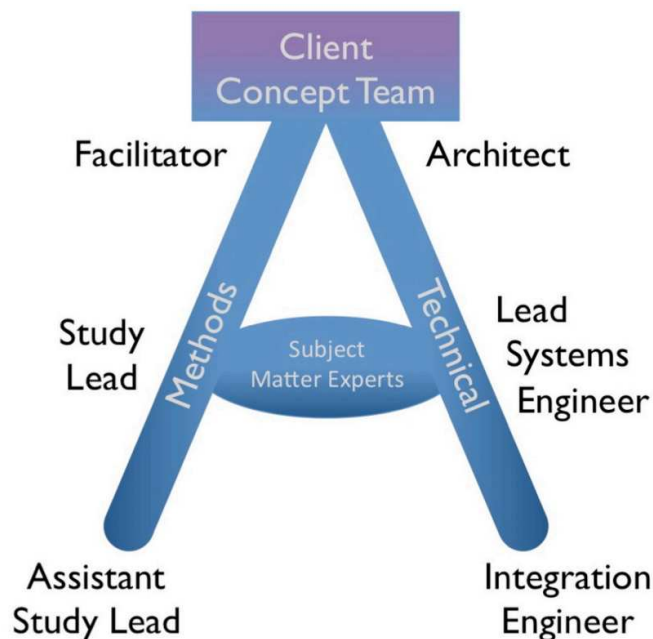 Client
Concept Team
Facilitator
Architect
Methods
Technical
Study
Lead
Subject
Matter Experts
Lead
Systems
Engineer
Assistant
Study Lead
Integration
Engineer